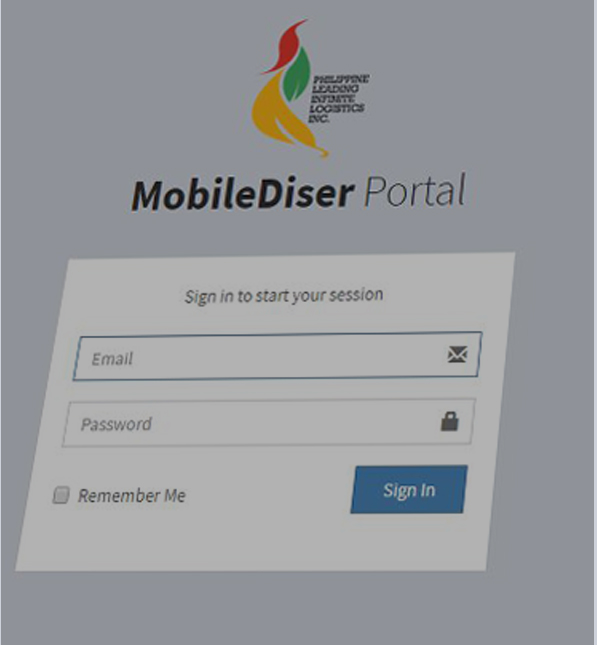 PHILIPPINE
LEADING
INFINITE
LOGISTICS
INC.
MobileDiser Portal
Sign in to start your session
Email
Password
Remember Me
Sign In